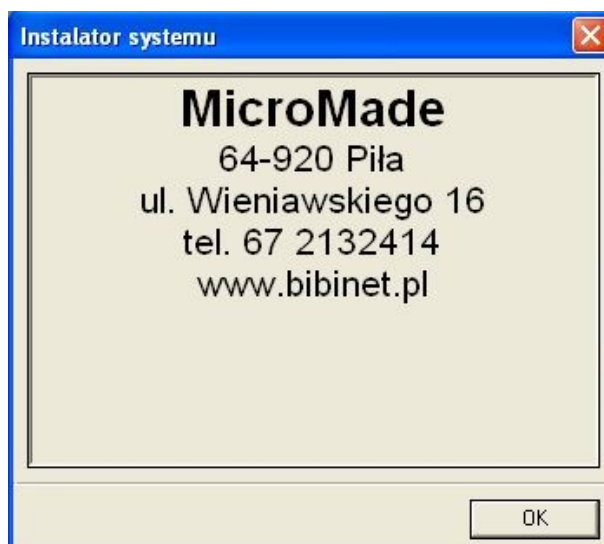 Instalator systemu
MicroMade
64-920 Piła
ul. Wieniawskiego 16
tel. 67 2132414
www.bibinet.pl
OK